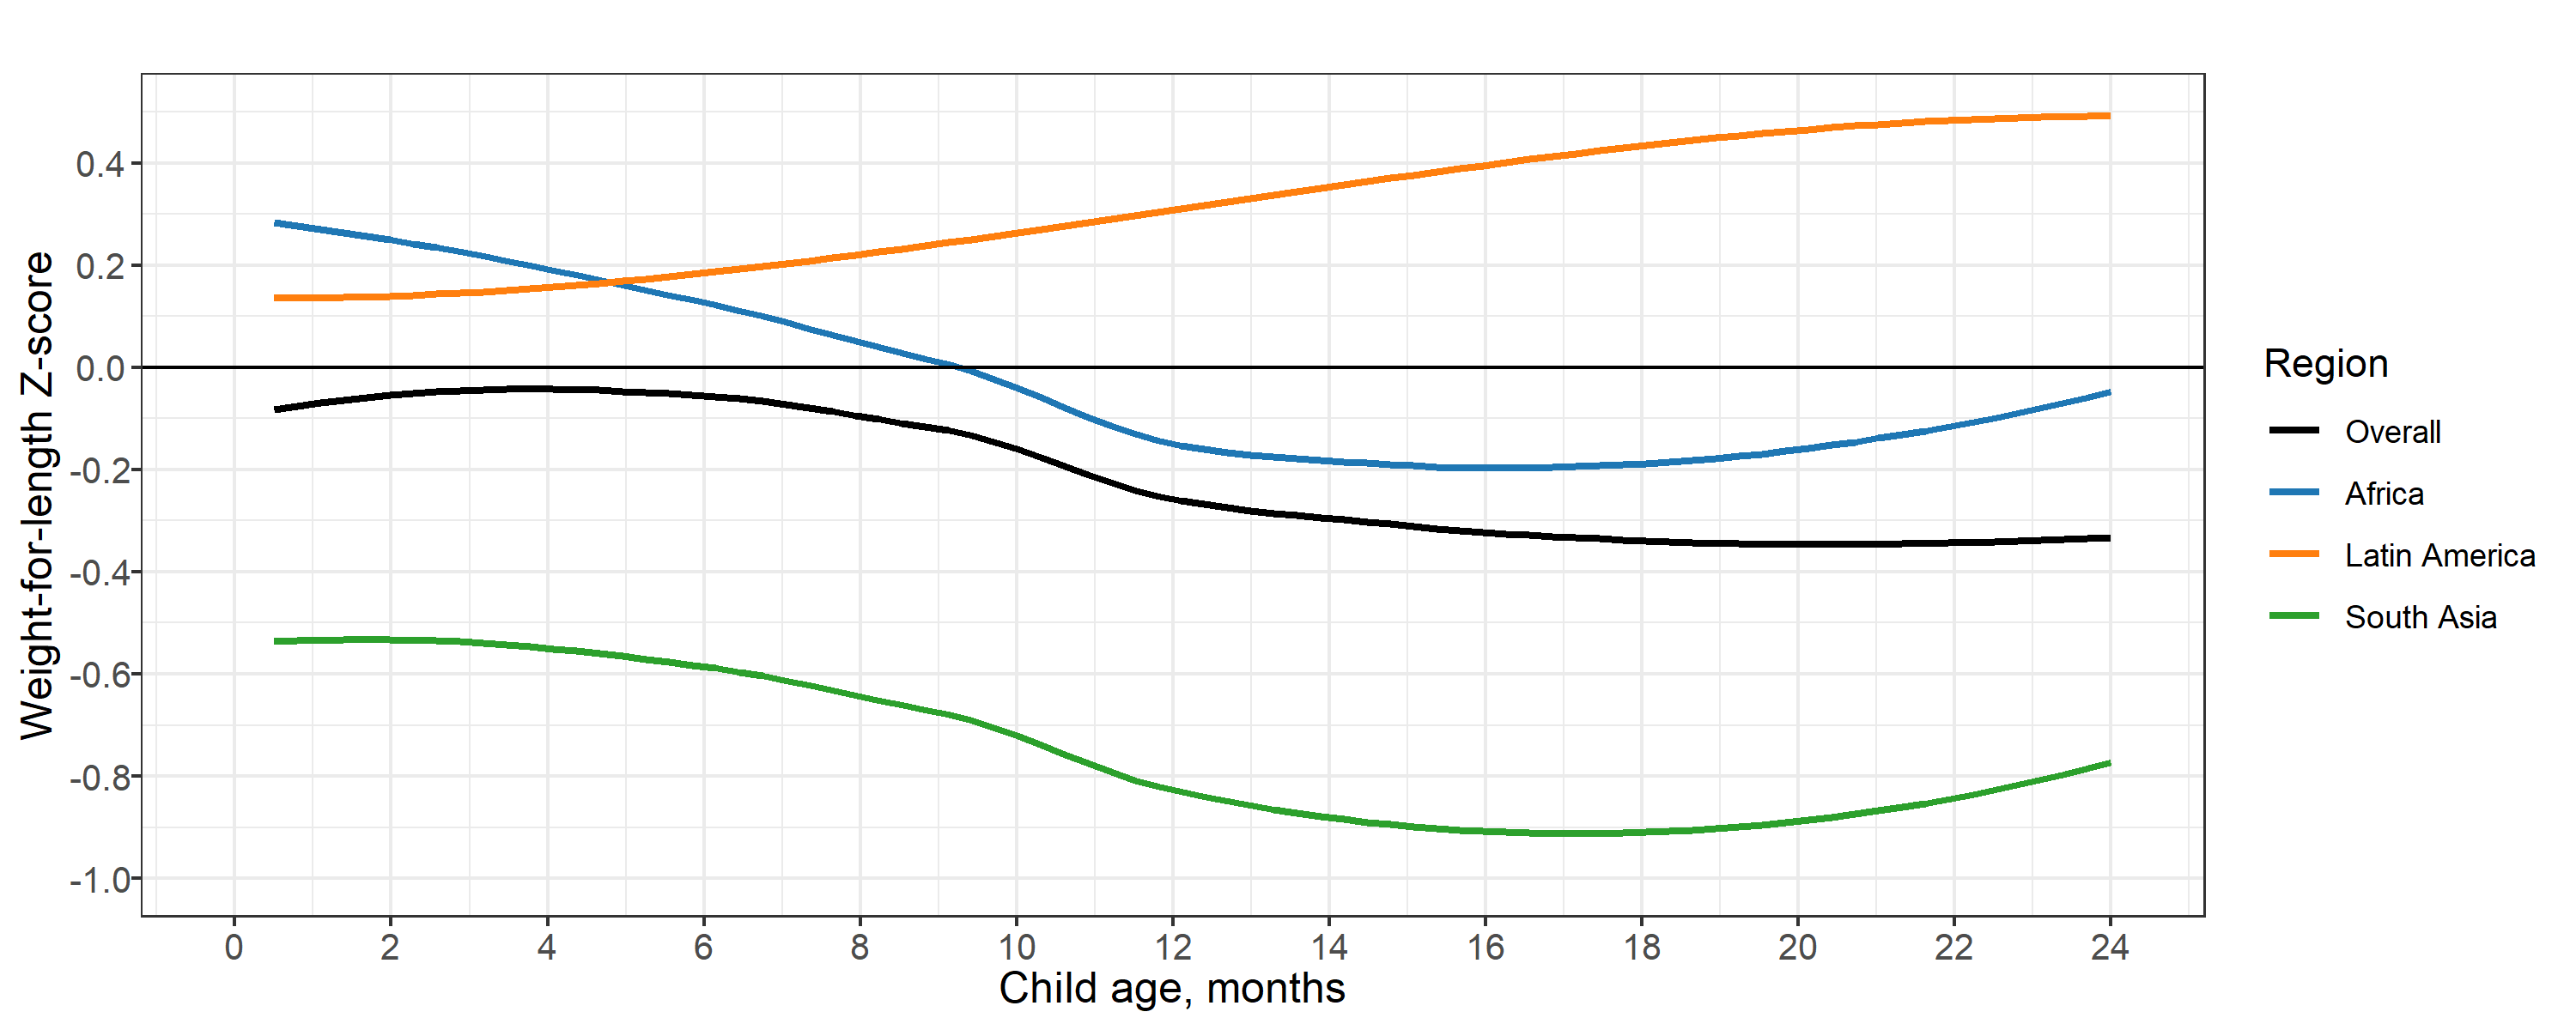 Weight-for-length Z-score
0.4
0.2
0.0
-0.2
-0.4
-0.6
-0.8
-1.0
0 2 4 6 8 10 12 14 16 18 20 22 24
Child age, months
Region
Overall
Africa
Latin America
South Asia